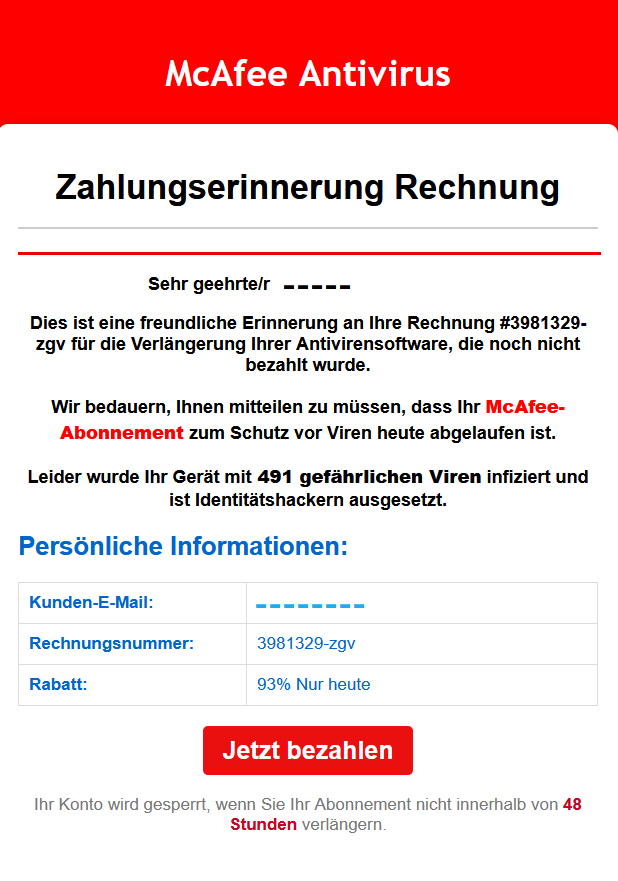 McAfee Antivirus
Zahlungserinnerung Rechnung
Sehr geehrte/r
Dies ist eine freundliche Erinnerung an Ihre Rechnung #3981329-
zgv für die Verlängerung Ihrer Antivirensoftware, die noch nicht
bezahlt wurde.
Wir bedauern, Ihnen mitteilen zu müssen, dass Ihr McAfee-
Abonnement zum Schutz vor Viren heute abgelaufen ist.
Leider wurde Ihr Gerät mit 491 gefährlichen Viren infiziert und
ist Identitätshackern ausgesetzt.
Persönliche Informationen:
Kunden-E-Mail:
Rechnungsnummer: 3981329-zgv
Rabatt: 93% Nur heute
Jetzt bezahlen
Ihr Konto wird gesperrt, wenn Sie Ihr Abonnement nicht innerhalb von 48
Stunden verlängern.